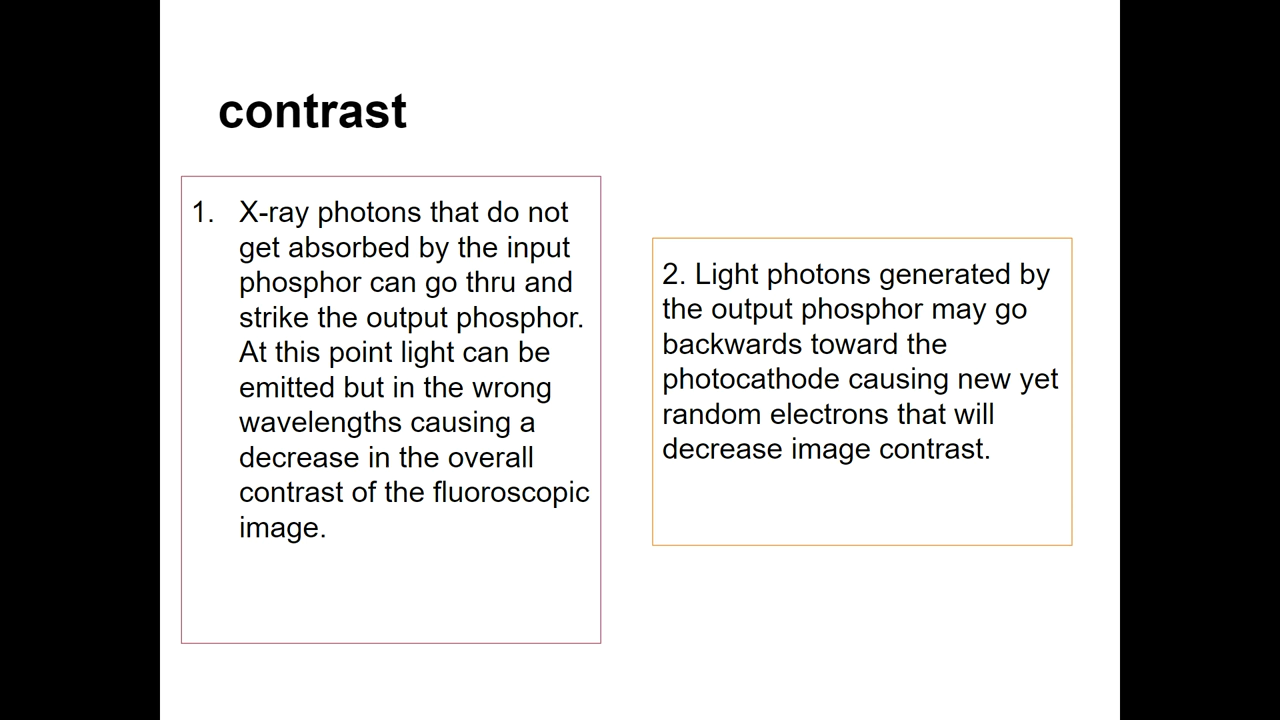 contrast
1. X-ray photons that do not
get absorbed by the input
phosphor can go thru and
strike the output phosphor.
At this point light can be
emitted but in the wrong
wavelengths causing a
decrease in the overall
contrast of the fluoroscopic
image.
2. Light photons generated by
the output phosphor may go
backwards toward the
photocathode causing new yet
random electrons that will
decrease image contrast.